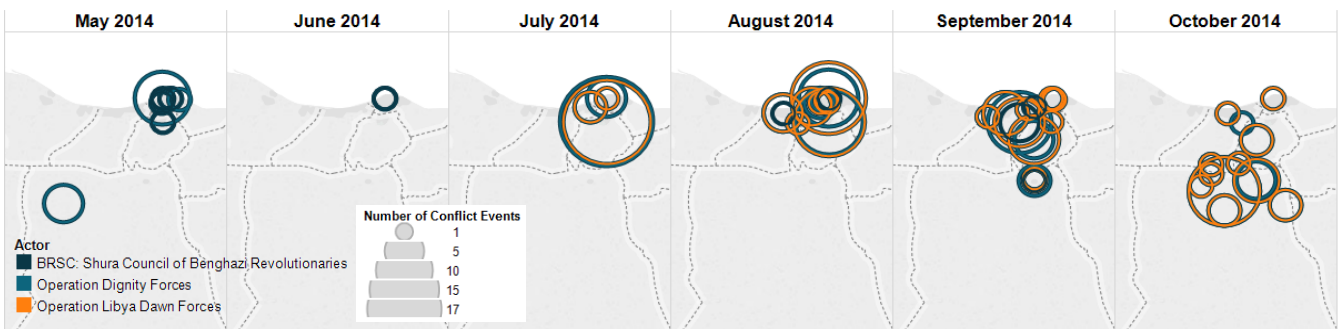 May 2014
June 2014
July 2014
August 2014
September 2014
October 2014
Number of Conflict Events
1
5
10
15
17
Actor
BRSC: Shura Council of Benghazi Revolutionaries
Operation Dignity Forces
Operation Libya Dawn Forces